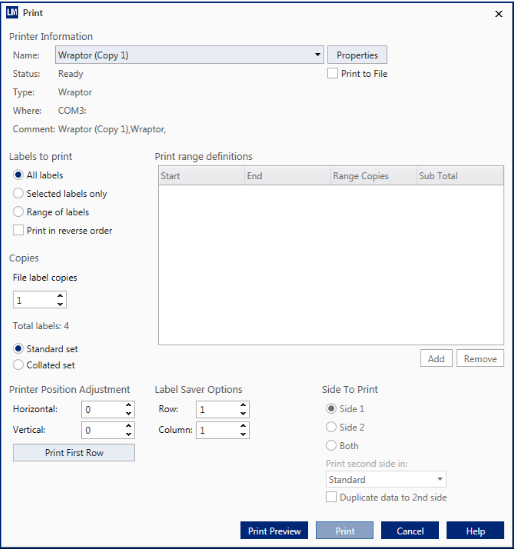 LM Print
Printer Information
Name: Wraptor (Copy 1) Properties
Status: Ready Print to File
Type: Wraptor
Where: COM3:
Comment: Wraptor (Copy 1),Wraptor,
Labels to print Print range definitions
All labels Start End Range Copies Sub Total
Selected labels only
Range of labels
Print in reverse order
Copies
File label copies
1
Total labels: 4
Standard set Add Remove
Collated set
Printer Position Adjustment Label Saver Options Side To Print
Horizontal: 0 Row: 1 Side 1
Vertical: 0 Column: 1 Side 2
Print First Row Both
Print second side in:
Standard
Duplicate data to 2nd side
Print Preview Print Cancel Help